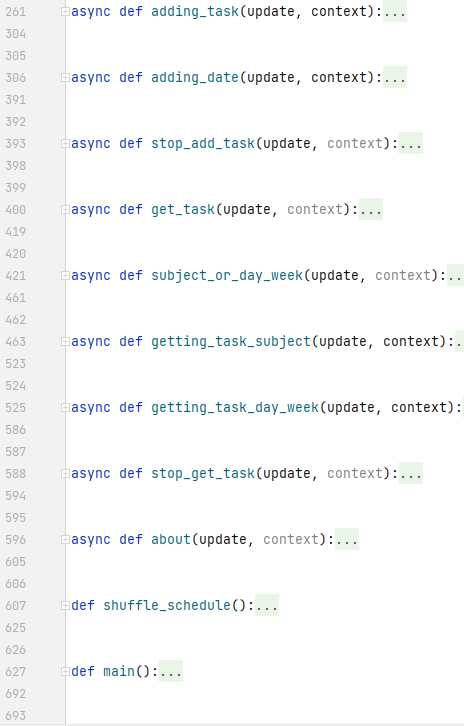 261 async def adding_task(update, context):...
304
305
306 async def adding_date(update, context):...
391
392
393 async def stop_add_task(update, context):...
398
399
400 async def get_task(update, context):...
419
420
421 async def subject_or_day_week(update, context):...
461
462
463 async def getting_task_subject(update, context):..
523
524
525 async def getting_task_day_week(update, context):
586
587
588 async def stop_get_task(update, context):...
594
595
596 async def about(update, context):...
605
606
607 def shuffle_schedule():...
625
626
627 def main():...
692
693